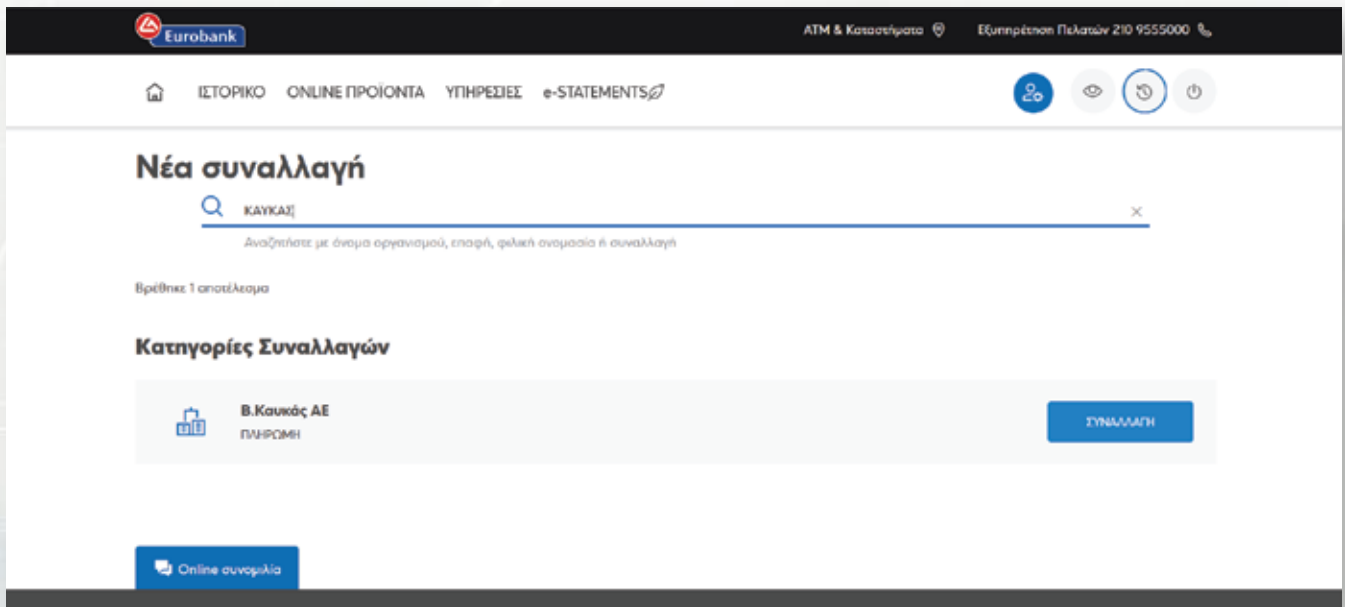 Eurobank
ΑΤΜ & Καταστήματα
Εξυπηρέτηση Πελατών 210 9555000
ΙΣΤΟΡΙΚΟ
ONLINE ΠΡΟΪΟΝΤΑ
ΥΠΗΡΕΣΙΕΣ
e-STATEMENTS
Νέα συναλλαγή
ΚΑΥΚΑΣ
Αναζητήστε με όνομα οργανισμού, επαφή, φιλική ονομασία ή συναλλαγή
Βρέθηκε 1 αποτέλεσμα
Κατηγορίες Συναλλαγών
Β.Καυκάς ΑΕ
ΠΛΗΡΩΜΗ
ΣΥΝΑΛΛΑΓΗ
Online συνομιλία